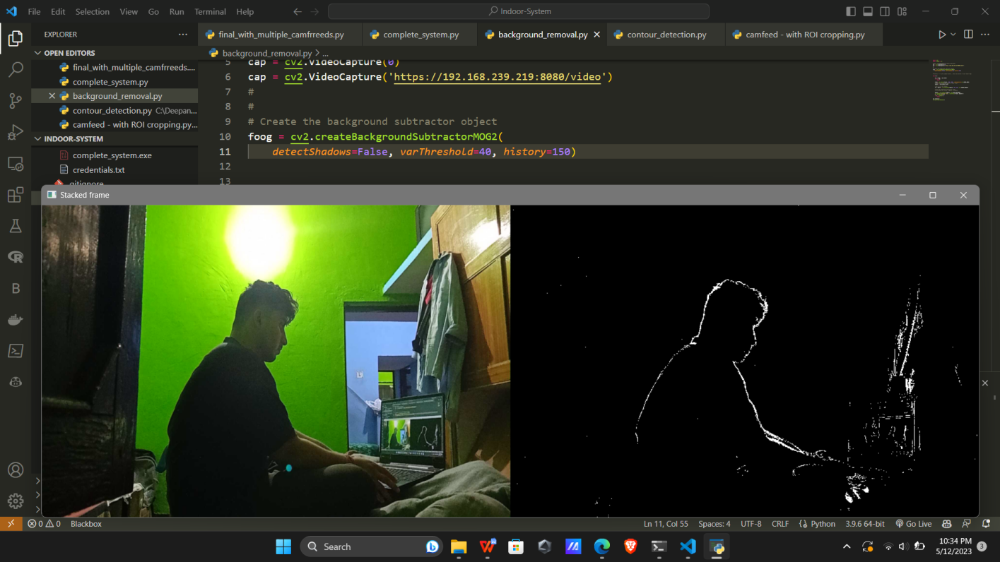 File Edit Selection View Go Run Terminal Help
Indoor-System
EXPLORER
final_with_multiple_camfrreeds.py
complete_system.py
background_removal.py
contour_detection.py
camfeed - with ROI cropping.py
OPEN EDITORS
final_with_multiple_camfrreeds....
complete_system.py
background_removal.py
contour_detection.py C:\Deepan...
camfeed - with ROI cropping.py...
INDOOR-SYSTEM
complete_system.exe
credentials.txt
.gitignore
background_removal.py > ...
5 cap = cv2.VideoCapture(0)
6 cap = cv2.VideoCapture('https://192.168.239.219:8080/video')
7 #
8 #
9 # Create the background subtractor object
10 foog = cv2.createBackgroundSubtractorMOG2(
11 detectShadows=False, varThreshold=40, history=150)
12
13
Stacked frame
0 0 Blackbox
Ln 11, Col 55 Spaces: 4 UTF-8 CRLF Python 3.9.6 64-bit Go Live
Search
10:34 PM
5/12/2023
3